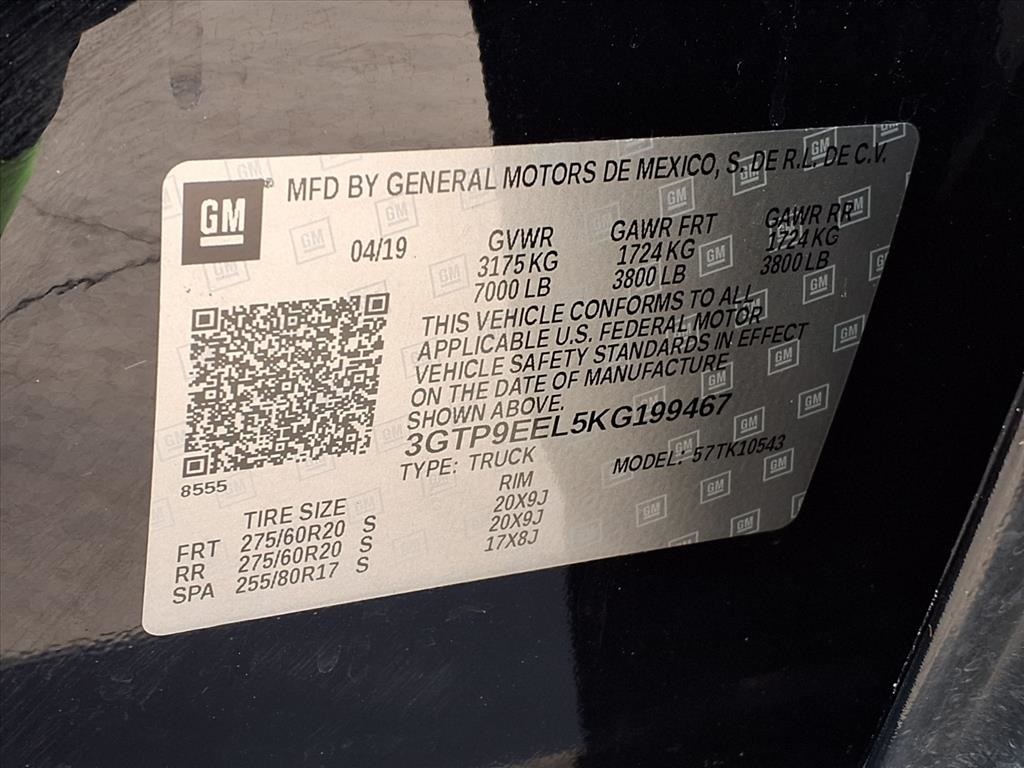 GM
MFD BY GENERAL MOTORS DE MEXICO, S. DE R.L. DE C.V.
04/19 GVWR GAWR FRT GAWR RR
3175 KG 1724 KG 1724 KG
7000 LB 3800 LB 3800 LB
THIS VEHICLE CONFORMS TO ALL
APPLICABLE U.S. FEDERAL MOTOR
VEHICLE SAFETY STANDARDS IN EFFECT
ON THE DATE OF MANUFACTURE
SHOWN ABOVE.
3GTP9EEL5KG199467
TYPE: TRUCK MODEL: 57TK10543
8555
TIRE SIZE RIM
FRT 275/60R20 S 20X9J
RR 275/60R20 S 20X9J
SPA 255/80R17 S 17X8J